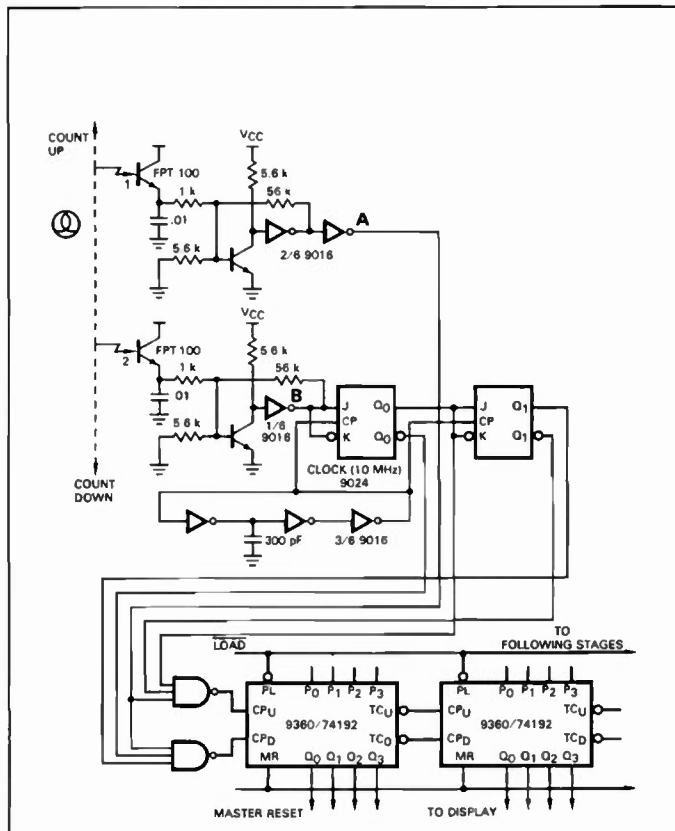 COUNT
UP
FPT 100
1
1 k
.01
5.6 k
VCC
5.6 k
56 k
A
2/6 9016
FPT 100
2
1 k
01
5.6 k
VCC
5 6 k
56 k
B
1/6
9016
J Q0
CP
K Q0
CLOCK (10 MHz)
9024
J Q1
CP
K Q1
COUNT
DOWN
300 pF
3/6 9016
LOAD
TO
FOLLOWING STAGES
PL P0 P1 P2 P3
CPU TCU
9360/74192
CPD TCD
MR Q0 Q1 Q2 Q3
PL P0 P1 P2 P3
CPU TCU
9360/74192
CPD TCD
MR Q0 Q1 Q2 Q3
MASTER RESET
TO DISPLAY